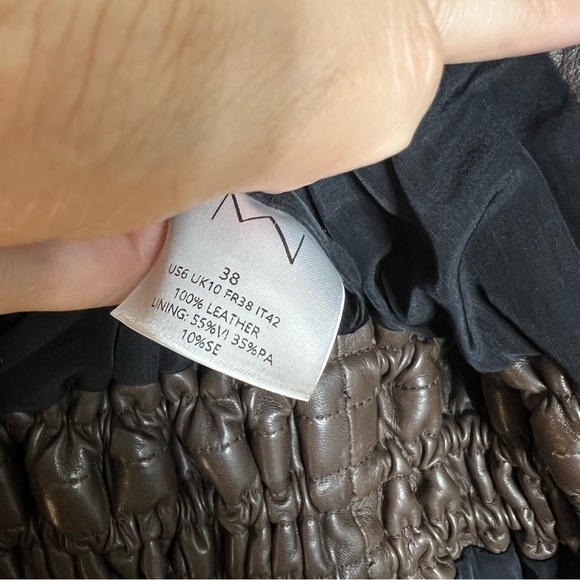 38
US6 UK10 FR38 IT42
100% LEATHER
LINING: 55%VI 35%PA
10%SE